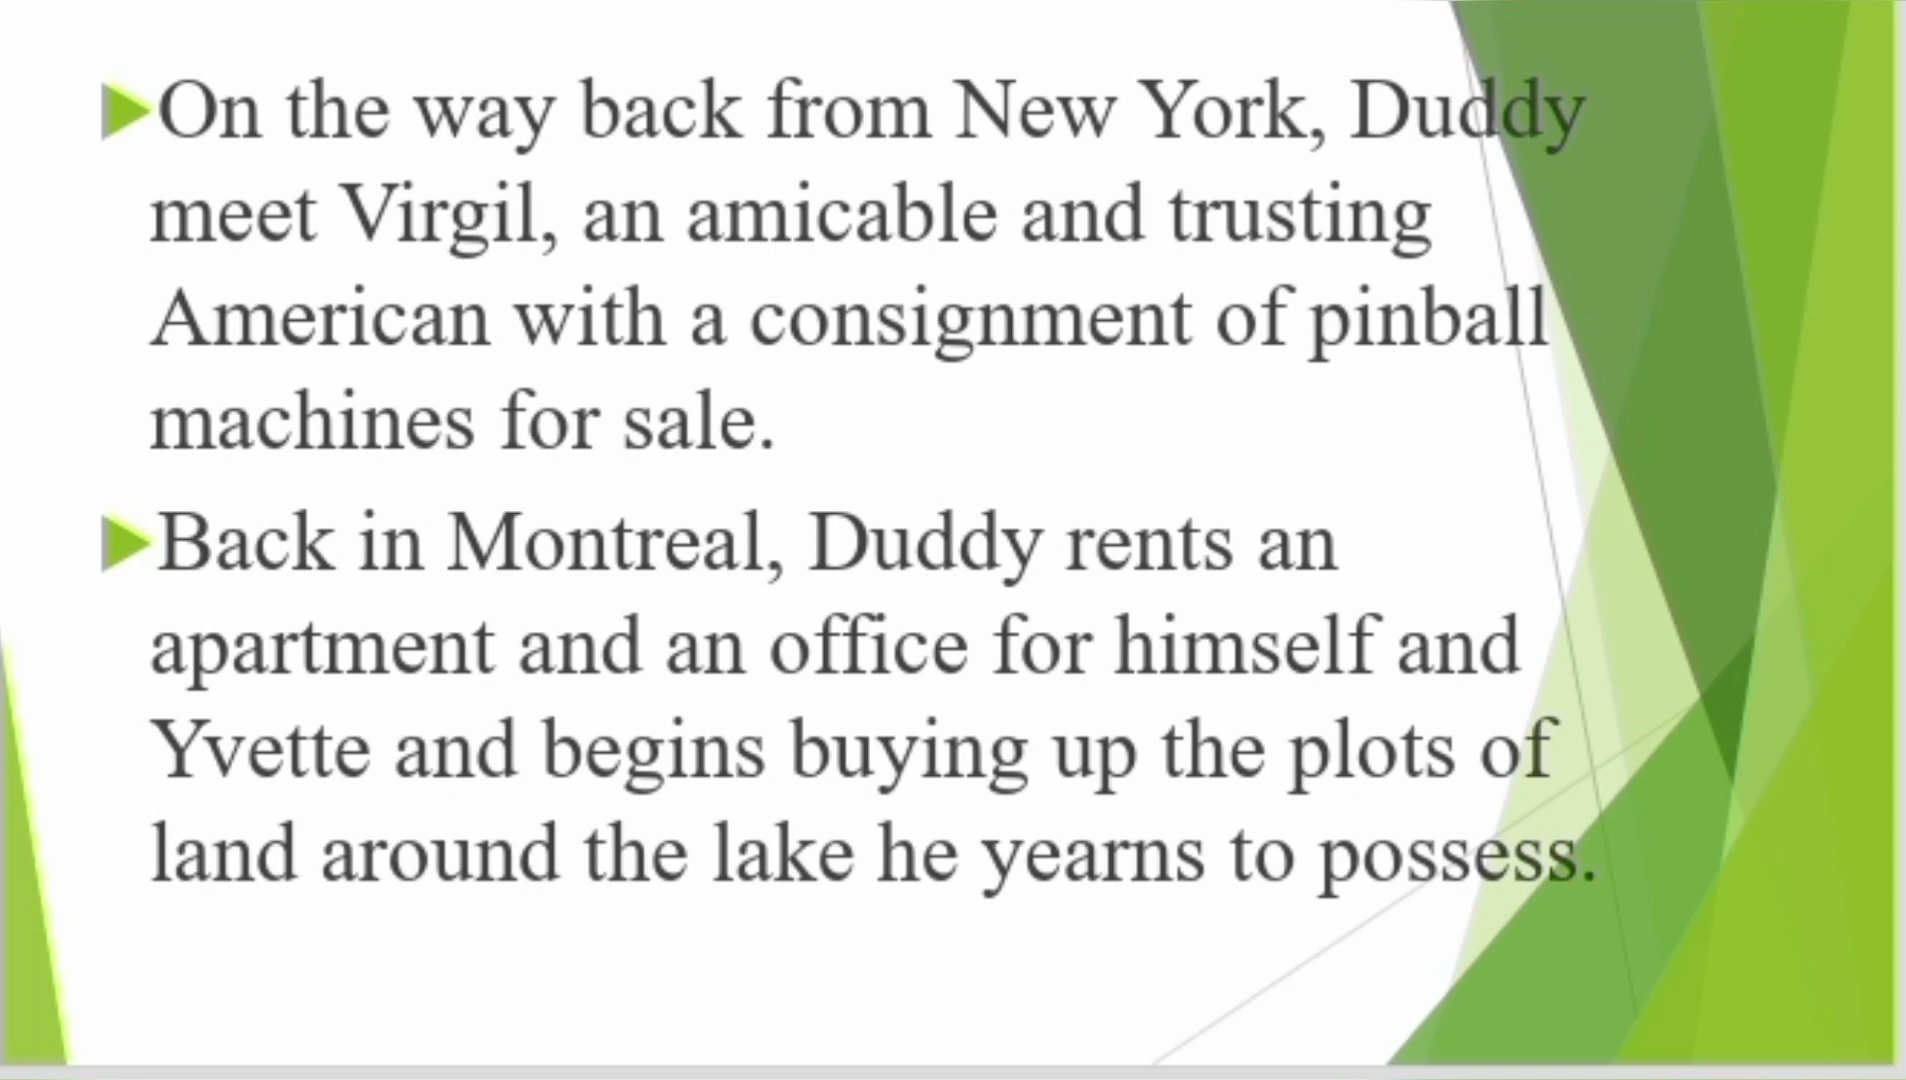 On the way back from New York, Duddy
meet Virgil, an amicable and trusting
American with a consignment of pinball
machines for sale.
Back in Montreal, Duddy rents an
apartment and an office for himself and
Yvette and begins buying up the plots of
land around the lake he yearns to possess.